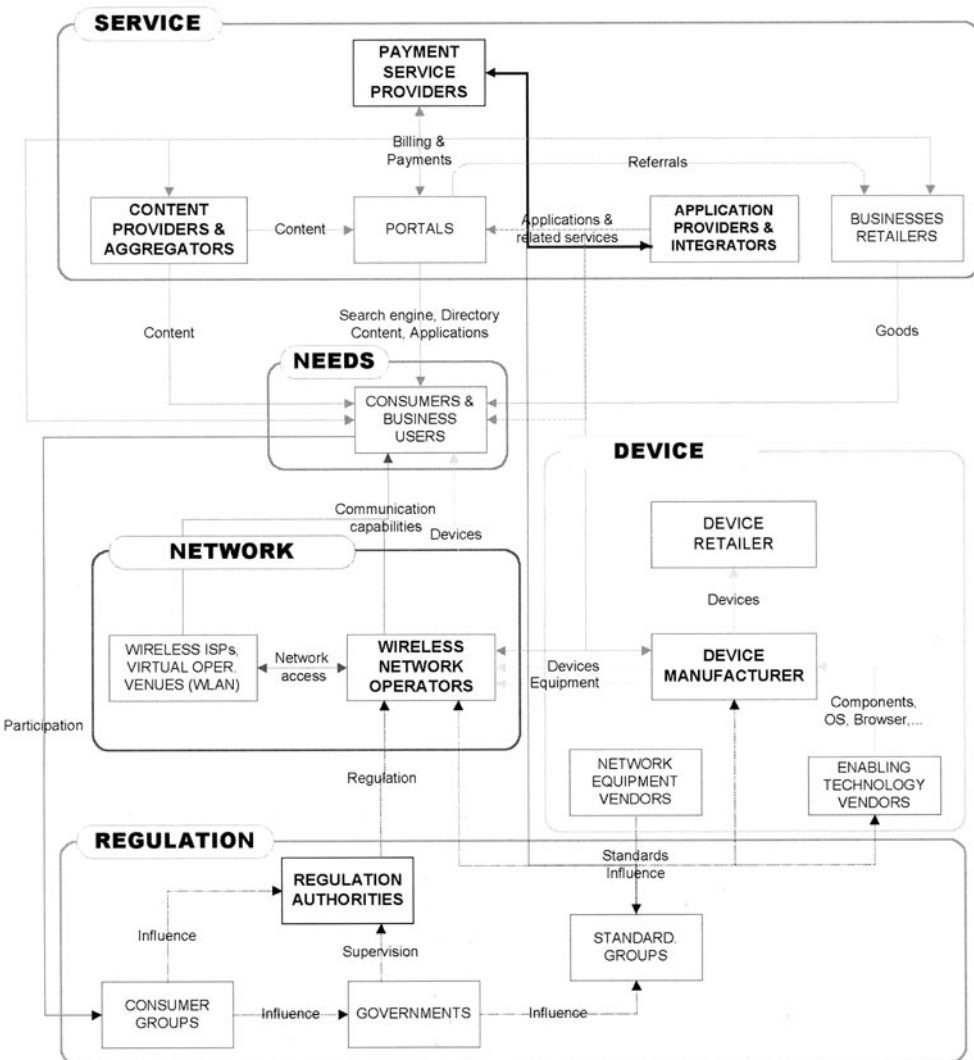 SERVICE
PAYMENT
SERVICE
PROVIDERS
Billing &
Payments
Referrals
CONTENT
PROVIDERS &
AGGREGATORS
Content
PORTALS
Applications &
related services
APPLICATION
PROVIDERS &
INTEGRATORS
BUSINESSES
RETAILERS
Content
Search engine, Directory
Content, Applications
Goods
NEEDS
CONSUMERS &
BUSINESS
USERS
DEVICE
Communication
capabilities
Devices
DEVICE
RETAILER
NETWORK
Devices
WIRELESS ISPs,
VIRTUAL OPER.
VENUES (WLAN)
Network
access
WIRELESS
NETWORK
OPERATORS
Devices
Equipment
DEVICE
MANUFACTURER
Components,
OS, Browser,...
Participation
Regulation
NETWORK
EQUIPMENT
VENDORS
ENABLING
TECHNOLOGY
VENDORS
REGULATION
Standards
Influence
REGULATION
AUTHORITIES
Influence
Supervision
STANDARD.
GROUPS
CONSUMER
GROUPS
Influence
GOVERNMENTS
Influence